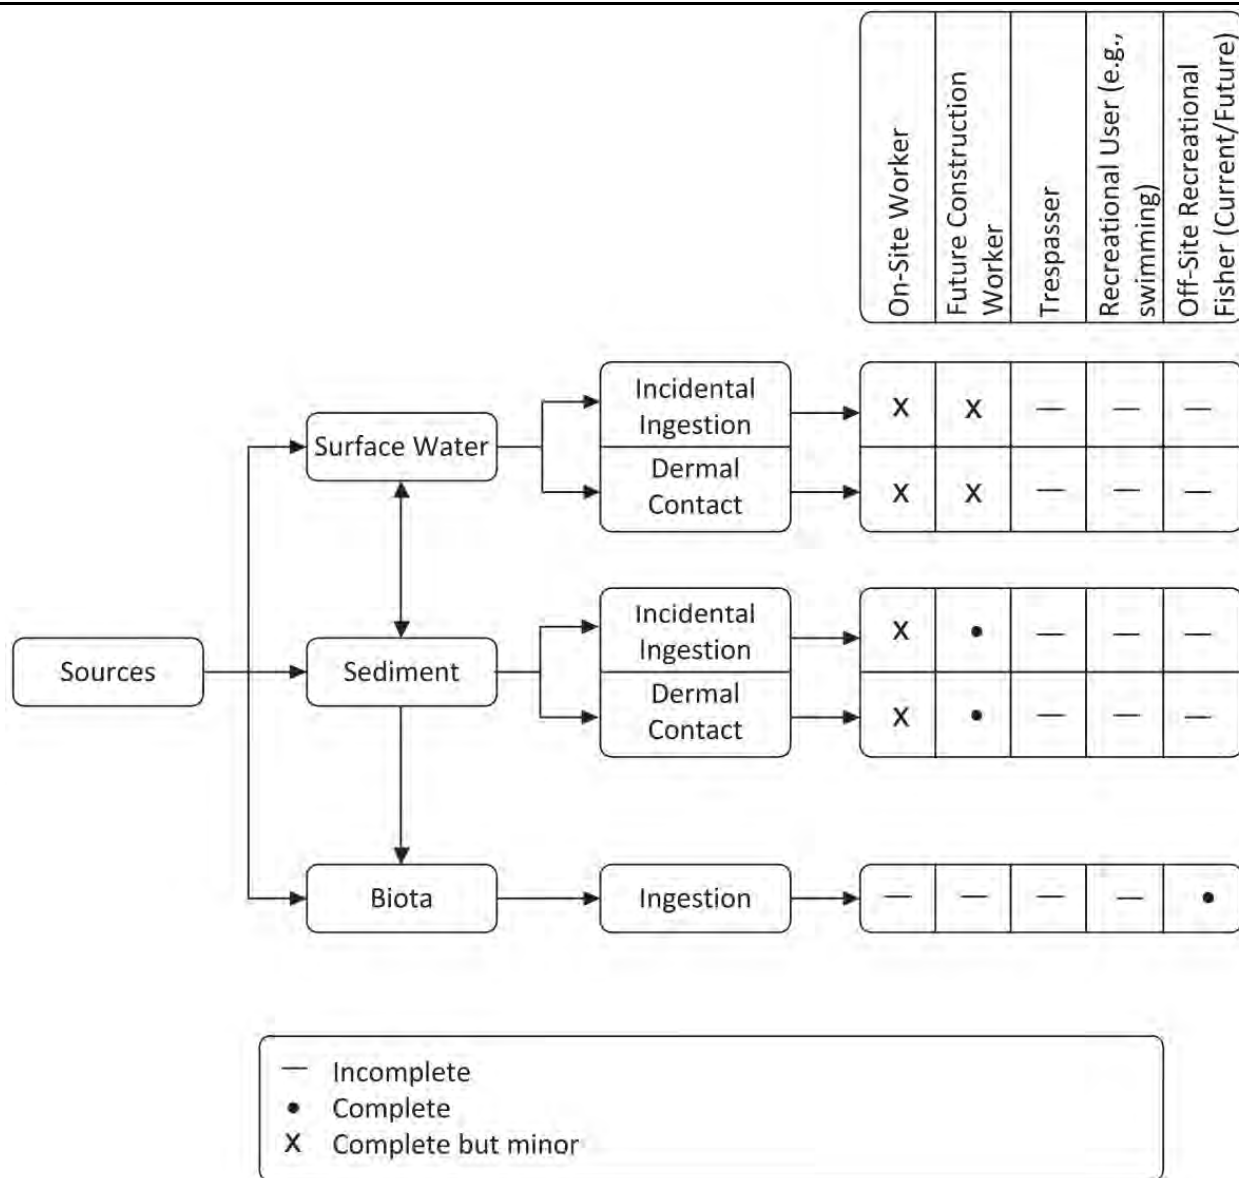 On-Site Worker
Future Construction
Worker
Trespasser
Recreational User (e.g.,
swimming)
Off-Site Recreational
Fisher (Current/Future)
Incidental
Ingestion
X X — — —
Surface Water
Dermal
Contact
X X — — —
Incidental
Ingestion
X • — — —
Sources
Sediment
Dermal
Contact
X • — — —
Biota
Ingestion
— — — — •
— Incomplete
• Complete
X Complete but minor